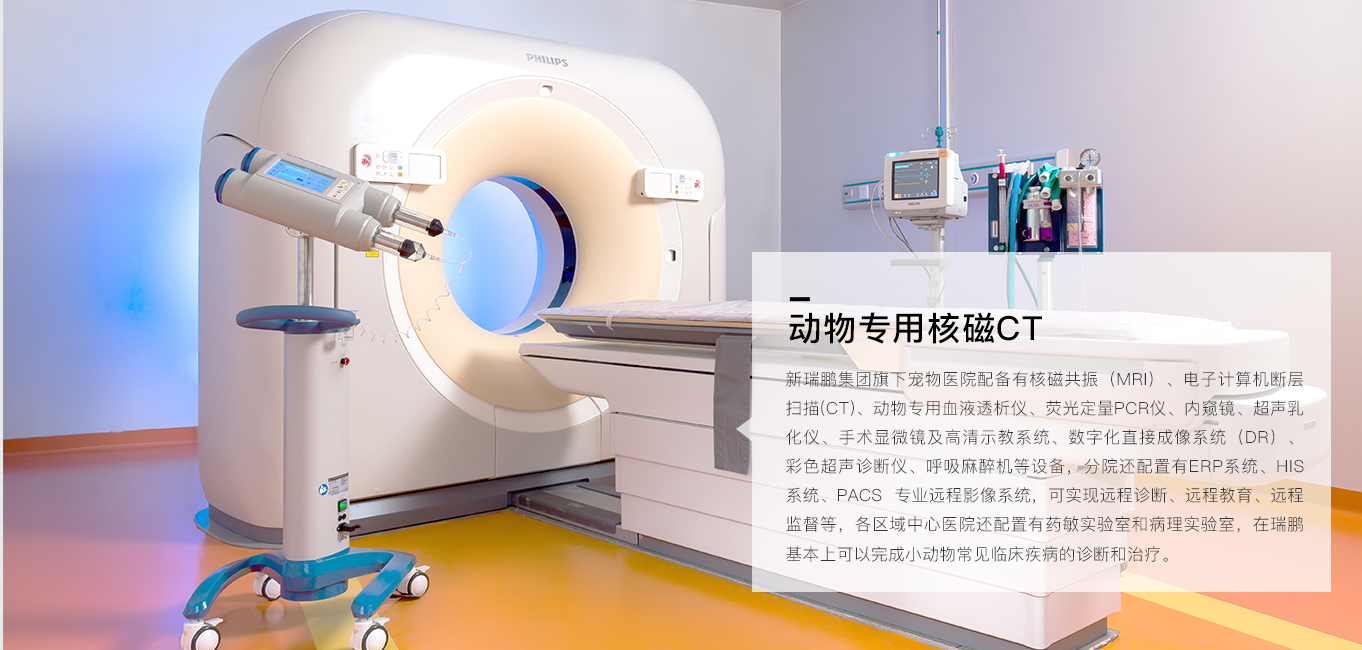 PHILIPS
动物专用核磁CT
新瑞鹏集团旗下宠物医院配备有核磁共振（MRI）、电子计算机断层
扫描(CT)、动物专用血液透析仪、荧光定量PCR仪、内窥镜、超声乳
化仪、手术显微镜及高清示教系统、数字化直接成像系统（DR）、
彩色超声诊断仪、呼吸麻醉机等设备，分院还配置有ERP系统、HIS
系统、PACS 专业远程影像系统，可实现远程诊断、远程教育、远程
监督等，各区域中心医院还配置有药敏实验室和病理实验室，在瑞鹏
基本上可以完成小动物常见临床疾病的诊断和治疗。